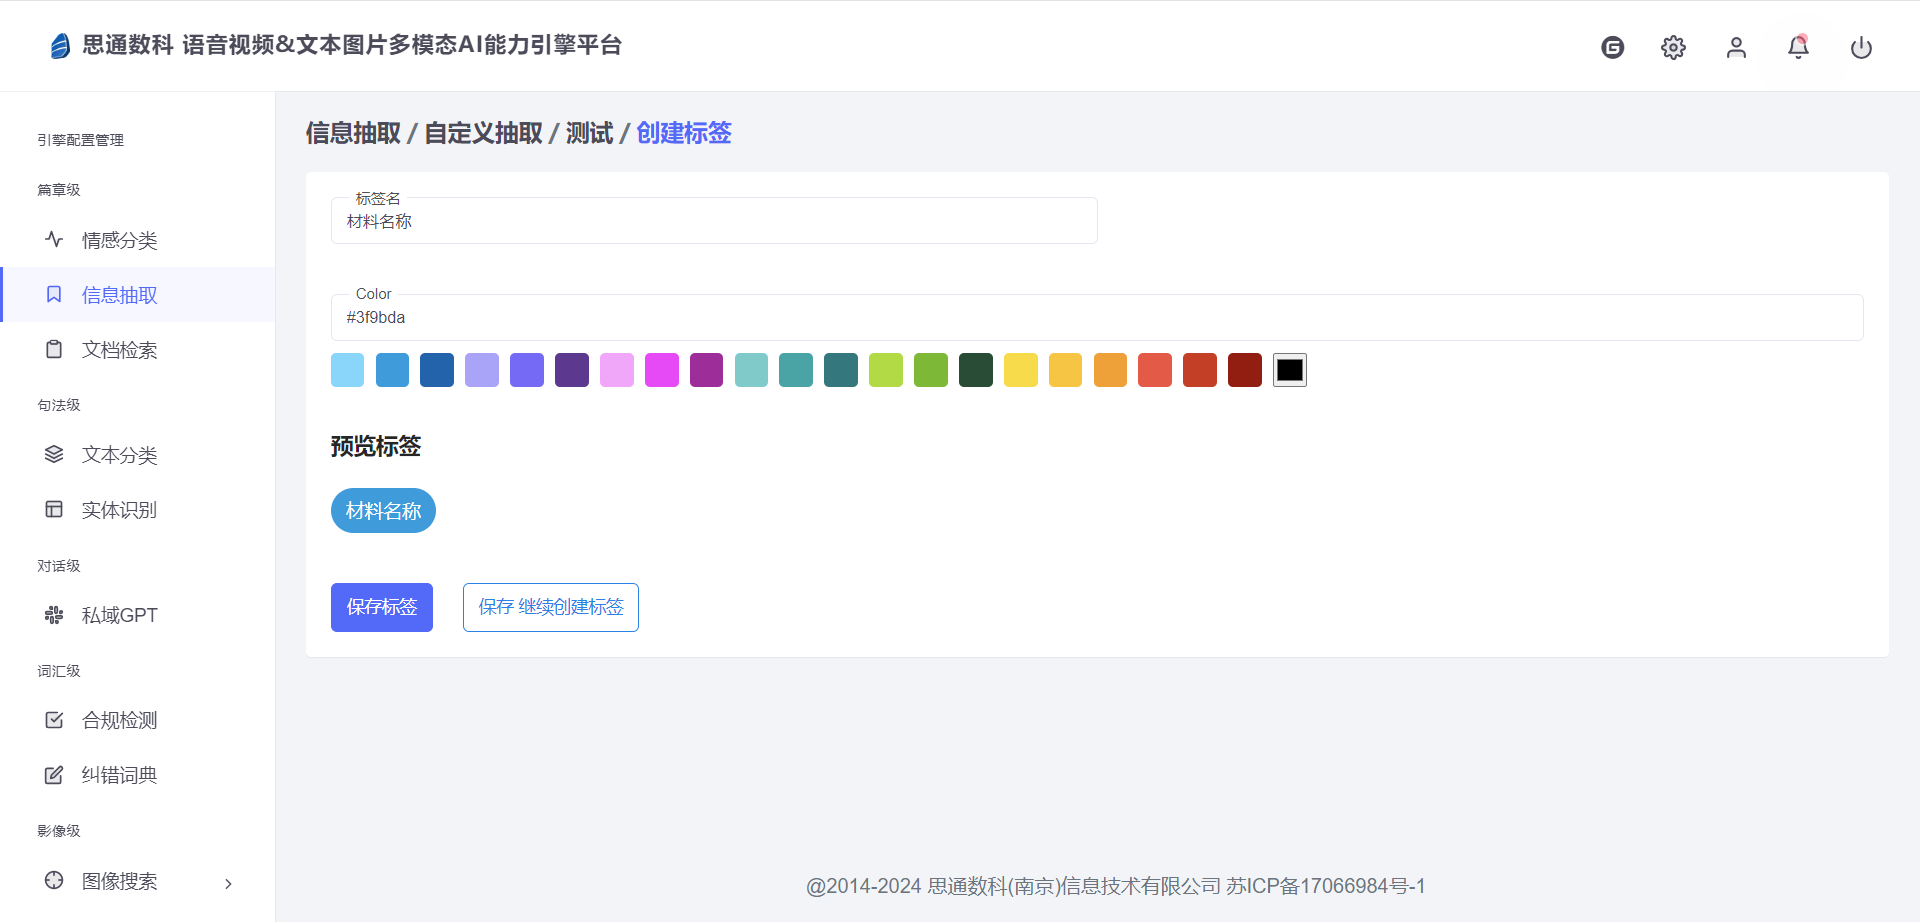 思通数科 语音视频&文本图片多模态AI能力引擎平台
引擎配置管理
篇章级
情感分类
信息抽取
文档检索
句法级
文本分类
实体识别
对话级
私域GPT
词汇级
合规检测
纠错词典
影像级
图像搜索
信息抽取 / 自定义抽取 / 测试 / 创建标签
标签名
材料名称
Color
#3f9bda
预览标签
材料名称
保存标签
保存 继续创建标签
@2014-2024 思通数科(南京)信息技术有限公司 苏ICP备17066984号-1